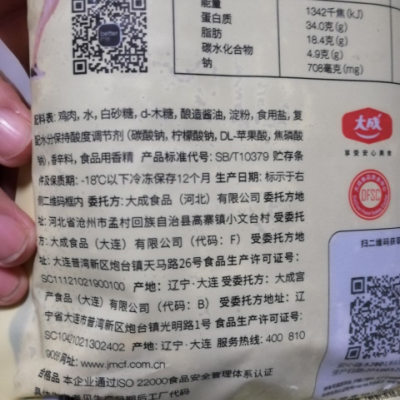 能量 1342千焦(kJ)
蛋白质 34.0克(g)
脂肪 18.4克(g)
碳水化合物 4.9克(g)
钠 708毫克(mg)
配料表: 鸡肉, 水, 白砂糖, d-木糖, 酿造酱油, 淀粉, 食用盐, 复
配水分保持酸度调节剂 (碳酸钠, 柠檬酸钠, DL-苹果酸, 焦磷酸
钠), 香辛料, 食品用香精 产品标准代号: SB/T10379 贮存条
件及保质期: -18℃以下冷冻保存12个月 生产日期: 标示于右
侧二维码框内 委托方: 大成食品 (河北) 有限公司 委托方地
址: 河北省沧州市孟村回族自治县高寨镇小文台村 受委托
方: 大成食品 (大连) 有限公司 (代码: F) 受委托方地
址: 大连普湾新区炮台镇天马路26号 食品生产许可证号:
SC11121021900100 产地: 辽宁·大连 受委托方: 大成宫
产食品 (大连) 有限公司 (代码: B) 受委托方地址: 辽
宁省大连市普湾新区炮台镇光明路1号 食品生产许可证号:
SC10421021302402 产地: 辽宁·大连 服务热线: 400 810
网址: www.jmcf.com.cn
本企业通过ISO 22000食品安全管理体系认证
大成
享受安心美食
OFSC